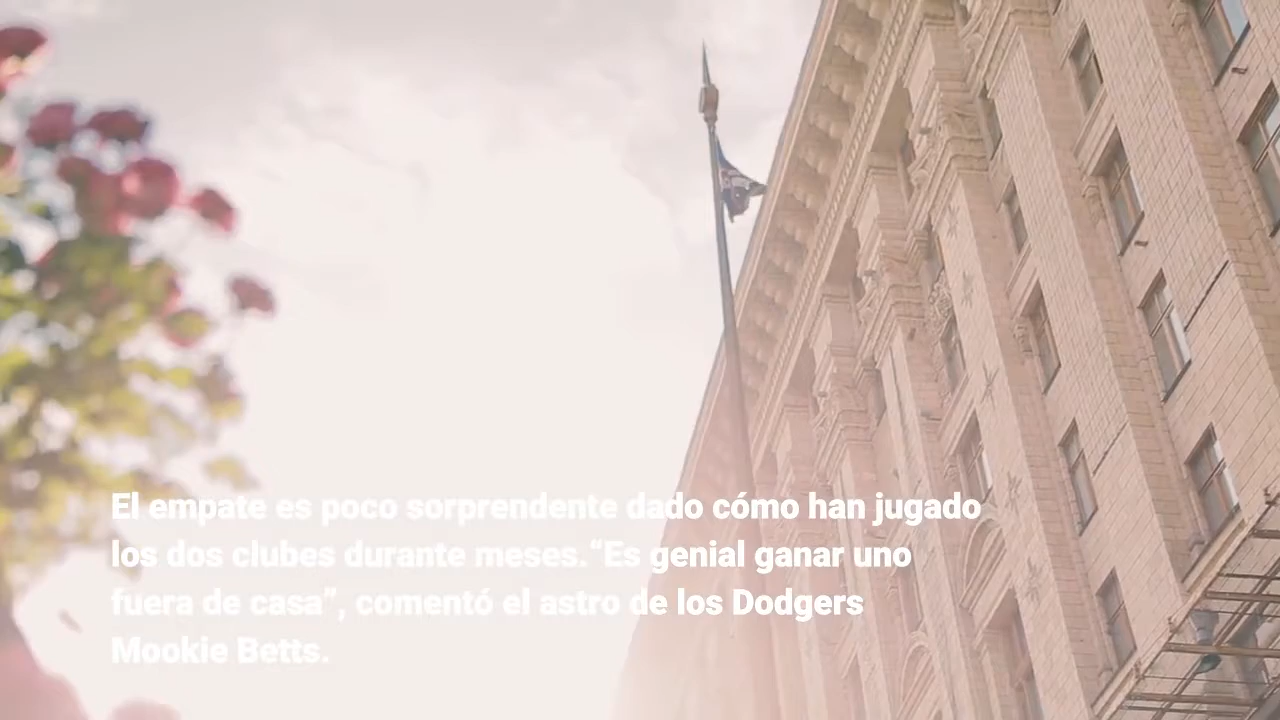 El empate es poco sorprendente dado cómo han jugado
los dos clubes durante meses.“Es genial ganar uno
fuera de casa”, comentó el astro de los Dodgers
Mookie Betts.